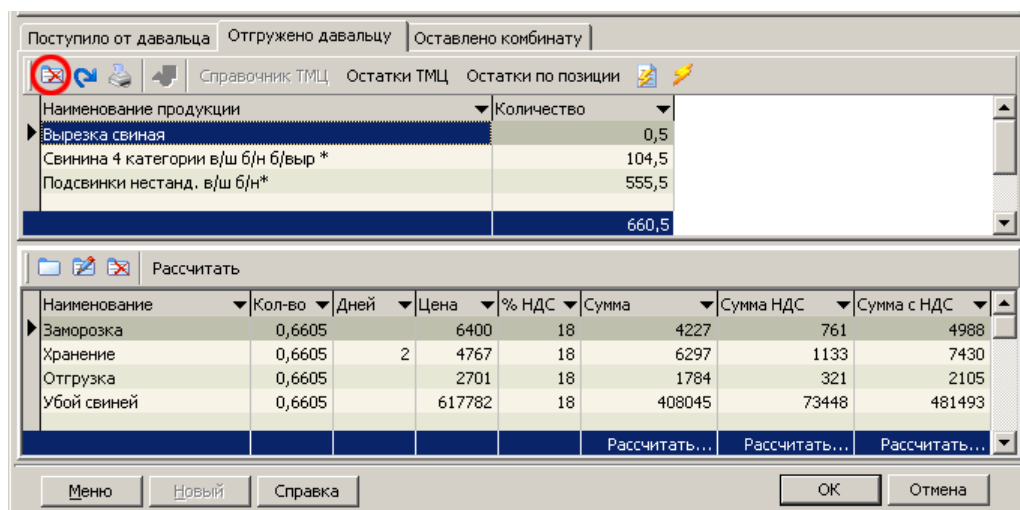 Поступило от давальца Отгружено давальцу Оставлено комбинату
Справочник ТМЦ Остатки ТМЦ Остатки по позиции
Наименование продукции Количество
Вырезка свиная 0,5
Свинина 4 категории в/ш б/н б/выр * 104,5
Подсвинки нестанд. в/ш б/н* 555,5
660,5
Рассчитать
Наименование Кол-во Дней Цена % НДС Сумма Сумма НДС Сумма с НДС
Заморозка 0,6605 6400 18 4227 761 4988
Хранение 0,6605 2 4767 18 6297 1133 7430
Отгрузка 0,6605 2701 18 1784 321 2105
Убой свиней 0,6605 617782 18 408045 73448 481493
Рассчитать... Рассчитать... Рассчитать...
Меню Новый Справка ОК Отмена